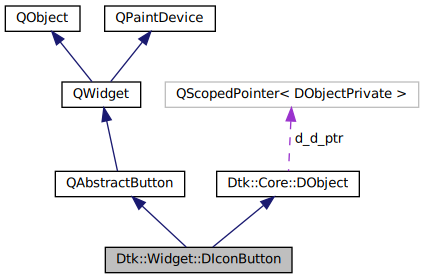 QObject
QPaintDevice
QWidget
QScopedPointer< DObjectPrivate >
d_d_ptr
QAbstractButton
Dtk::Core::DObject
Dtk::Widget::DIconButton